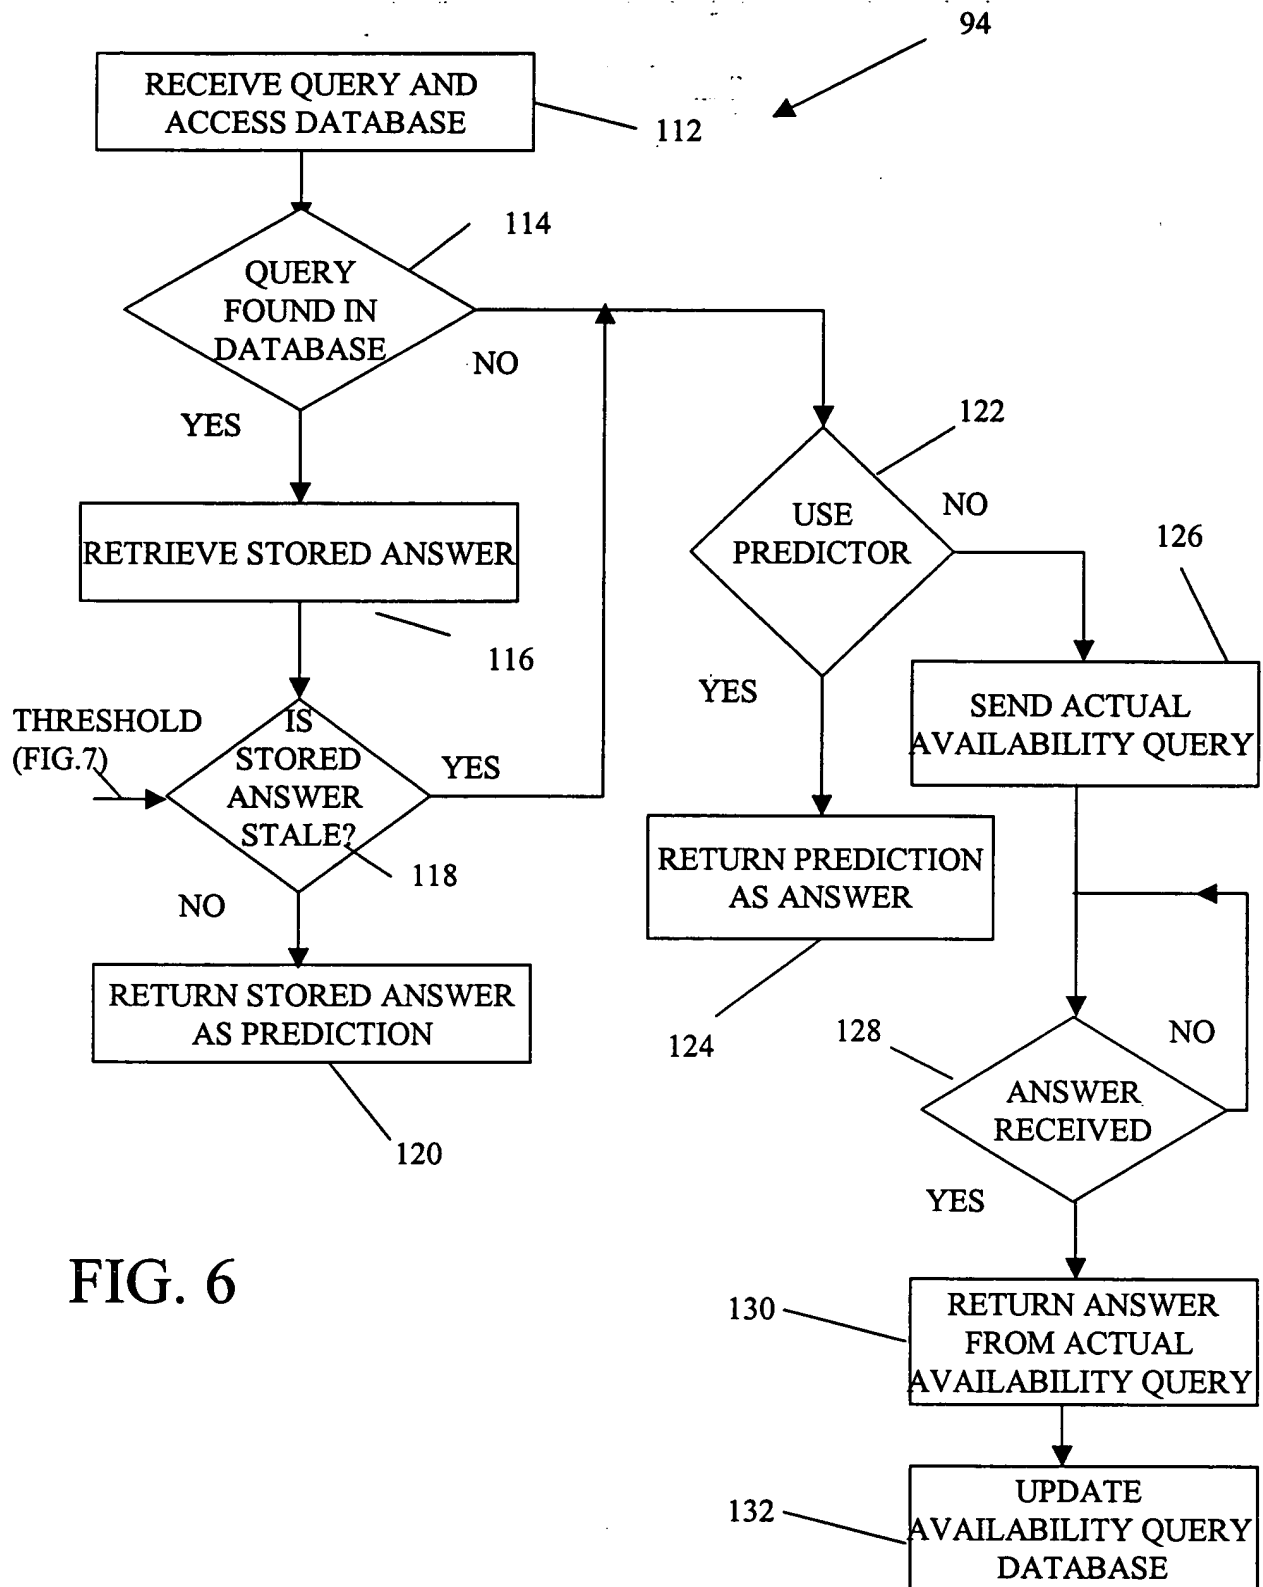 94
RECEIVE QUERY AND
ACCESS DATABASE
112
114
QUERY
FOUND IN
DATABASE
NO
YES
122
USE
PREDICTOR
NO
126
RETRIEVE STORED ANSWER
116
YES
SEND ACTUAL
AVAILABILITY QUERY
THRESHOLD
(FIG.7)
IS
STORED
ANSWER
STALE?
YES
118
NO
RETURN PREDICTION
AS ANSWER
124
RETURN STORED ANSWER
AS PREDICTION
120
128
NO
ANSWER
RECEIVED
YES
FIG. 6
130
RETURN ANSWER
FROM ACTUAL
AVAILABILITY QUERY
132
UPDATE
AVAILABILITY QUERY
DATABASE